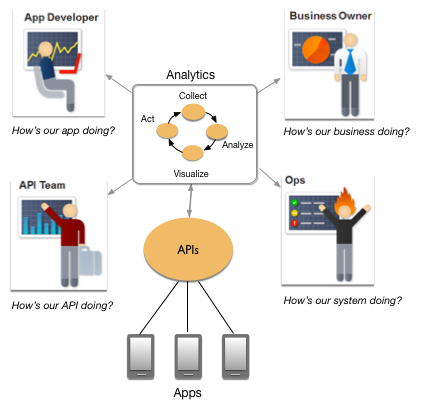 App Developer
Business Owner
Analytics
Collect
Act
Analyze
Visualize
How's our app doing?
How's our business doing?
API Team
Ops
APIs
How's our API doing?
How's our system doing?
Apps